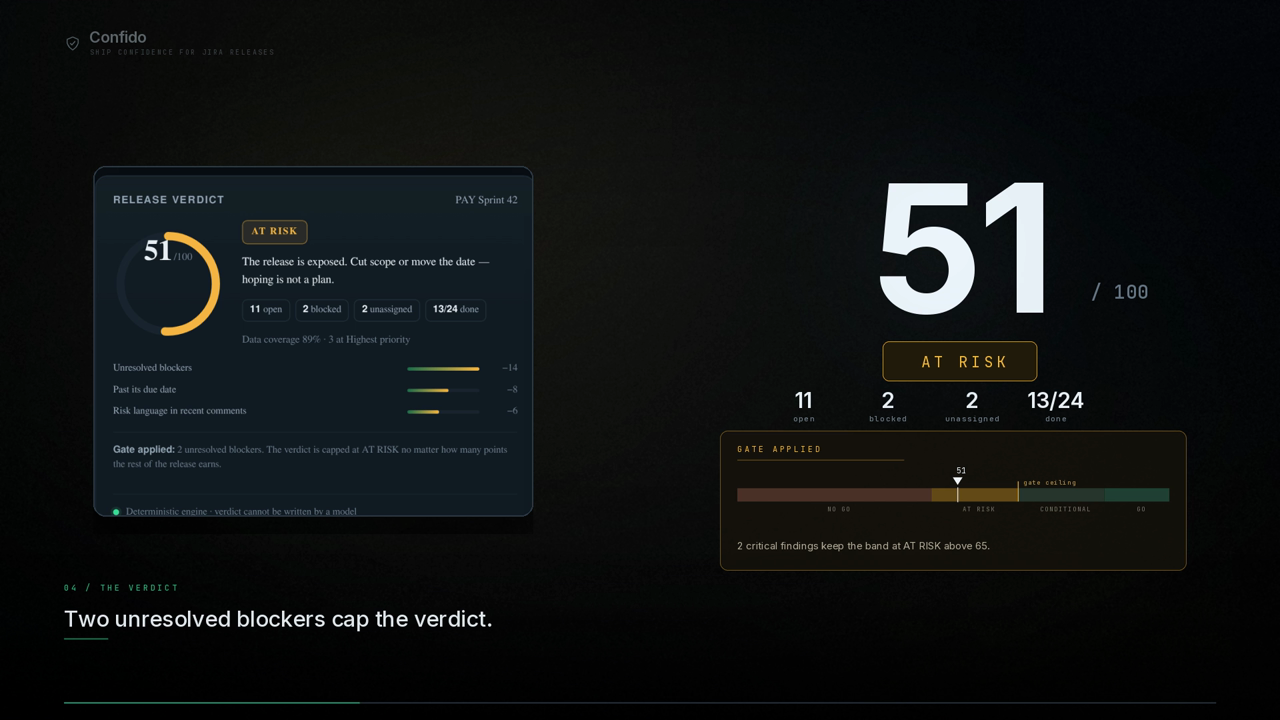 Confido
SHIP CONFIDENCE FOR JIRA RELEASES
RELEASE VERDICT
PAY Sprint 42
51/100
AT RISK
The release is exposed. Cut scope or move the date —
hoping is not a plan.
11 open
2 blocked
2 unassigned
13/24 done
Data coverage 89% · 3 at Highest priority
Unresolved blockers −14
Past its due date −8
Risk language in recent comments −6
Gate applied: 2 unresolved blockers. The verdict is capped at AT RISK no matter how many points
the rest of the release earns.
Deterministic engine · verdict cannot be written by a model
51 / 100
AT RISK
11 2 2 13/24
open blocked unassigned done
GATE APPLIED
51
gate ceiling
NO GO AT RISK CONDITIONAL GO
2 critical findings keep the band at AT RISK above 65.
04 / THE VERDICT
Two unresolved blockers cap the verdict.